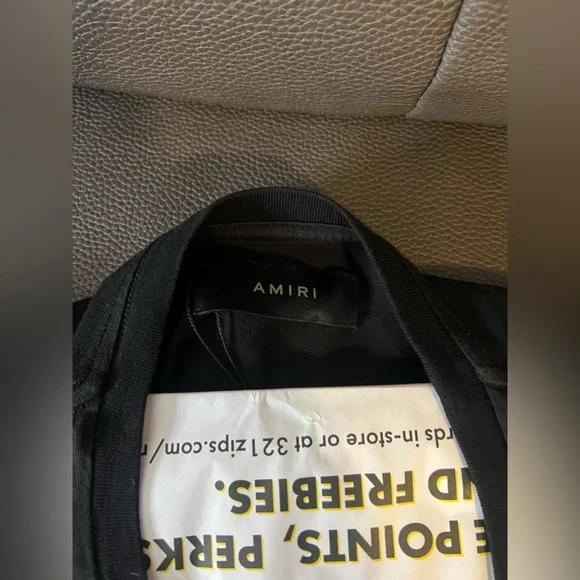 AMIRI
E POINTS, PERKS
ND FREEBIES.
rds in-store or at 321zips.com/r